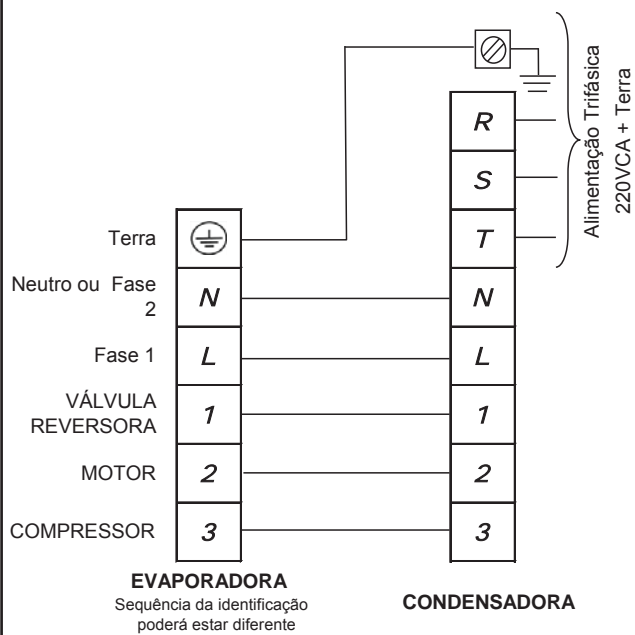 Alimentação Trifásica
220VCA + Terra
R
S
T
N
L
1
2
3
Terra
Neutro ou Fase
2
N
Fase 1
L
VÁLVULA
REVERSORA
1
MOTOR
2
COMPRESSOR
3
EVAPORADORA
Sequência da identificação
poderá estar diferente
CONDENSADORA